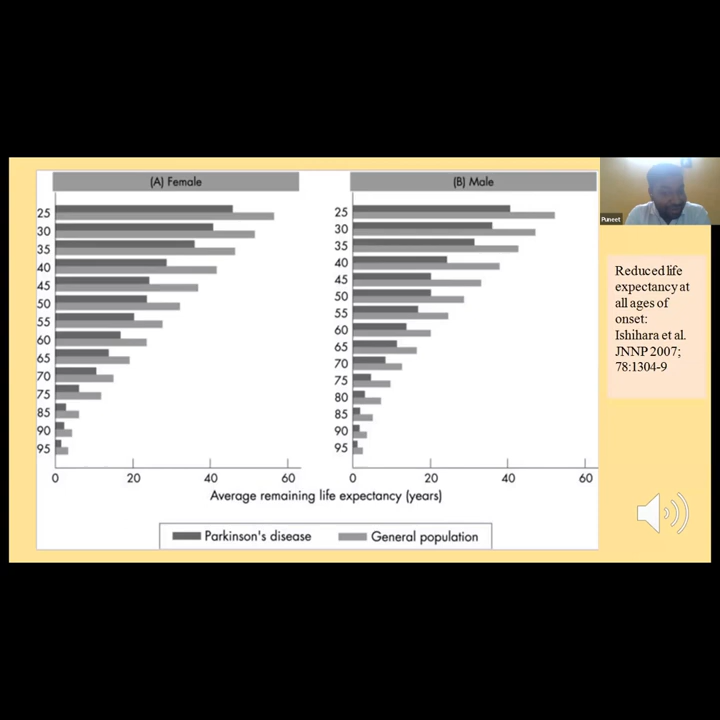 (A) Female
25
30
35
40
45
50
55
60
65
70
75
85
90
95
0 20 40 60
(B) Male
25
30
35
40
45
50
55
60
65
70
75
80
85
90
95
0 20 40 60
Average remaining life expectancy (years)
Parkinson's disease
General population
Puneet
Reduced life
expectancy at
all ages of
onset:
Ishihara et al.
JNNP 2007;
78:1304-9